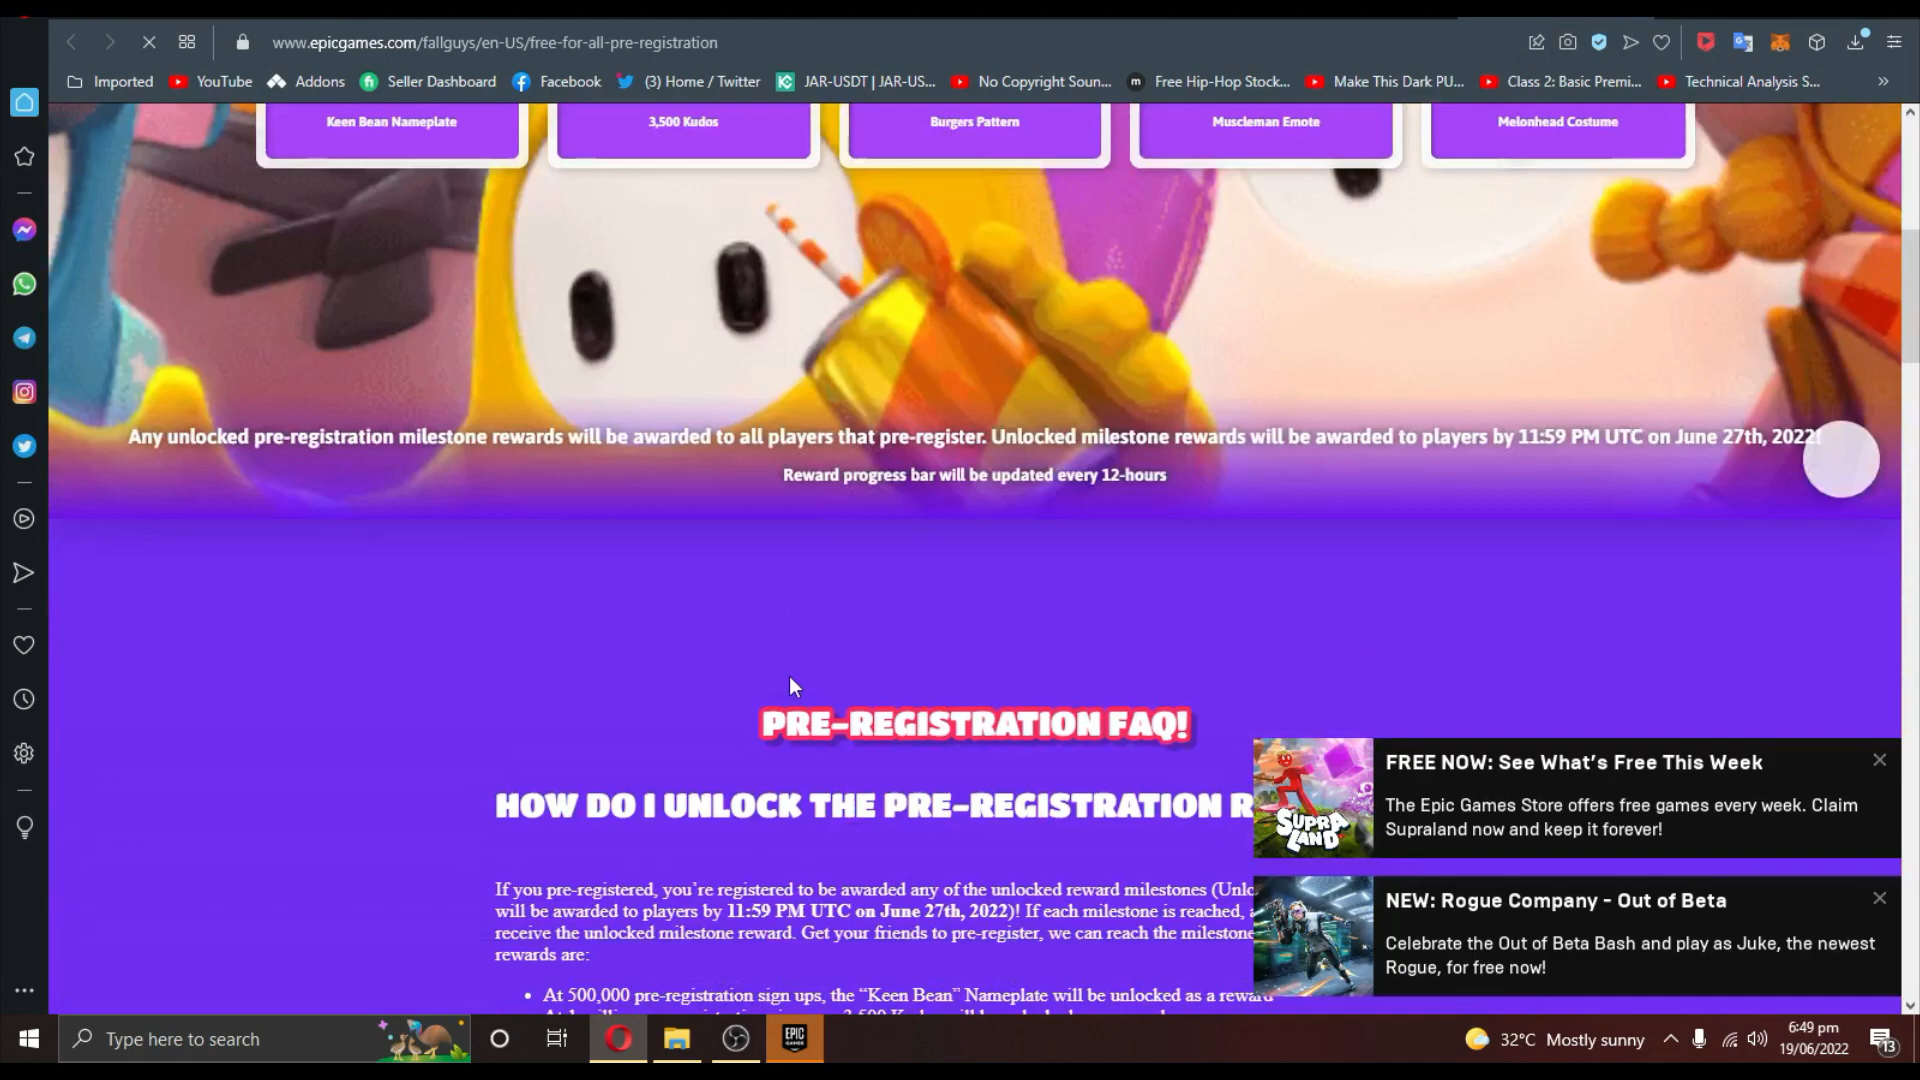 www.epicgames.com/fallguys/en-US/free-for-all-pre-registration
Imported
YouTube
Addons
Seller Dashboard
Facebook
(3) Home / Twitter
JAR-USDT | JAR-US...
No Copyright Soun...
Free Hip-Hop Stock...
Make This Dark PU...
Class 2: Basic Premi...
Technical Analysis S...
Keen Bean Nameplate
3,500 Kudos
Burgers Pattern
Muscleman Emote
Melonhead Costume
Any unlocked pre-registration milestone rewards will be awarded to all players that pre-register. Unlocked milestone rewards will be awarded to players by 11:59 PM UTC on June 27th, 2022!
Reward progress bar will be updated every 12-hours
PRE-REGISTRATION FAQ!
HOW DO I UNLOCK THE PRE-REGISTRATION R
If you pre-registered, you're registered to be awarded any of the unlocked reward milestones (Unlo
will be awarded to players by 11:59 PM UTC on June 27th, 2022)! If each milestone is reached, a
receive the unlocked milestone reward. Get your friends to pre-register, we can reach the milestone
rewards are:
• At 500,000 pre-registration sign ups, the “Keen Bean” Nameplate will be unlocked as a reward
SUPRA
LAND
FREE NOW: See What's Free This Week
The Epic Games Store offers free games every week. Claim
Supraland now and keep it forever!
NEW: Rogue Company - Out of Beta
Celebrate the Out of Beta Bash and play as Juke, the newest
Rogue, for free now!
Type here to search
EPIC
GAMES
32°C Mostly sunny
6:49 pm
19/06/2022
13